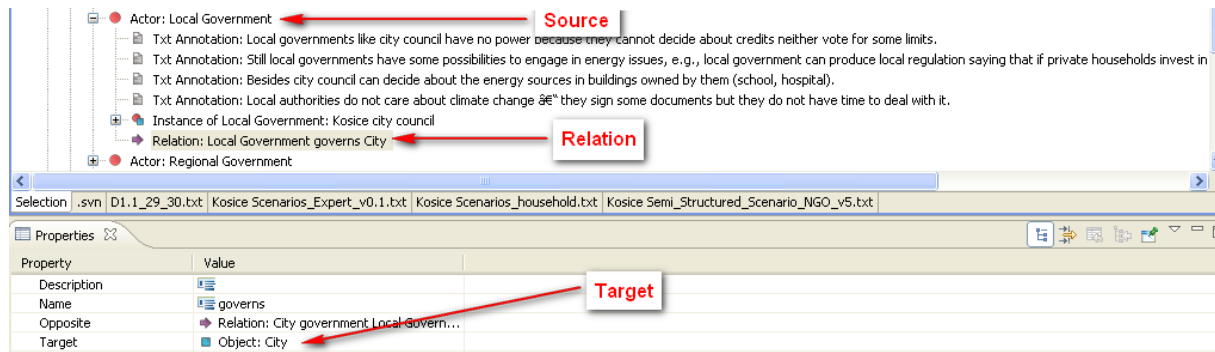 Actor: Local Government
Source
Txt Annotation: Local governments like city council have no power because they cannot decide about credits neither vote for some limits.
Txt Annotation: Still local governments have some possibilities to engage in energy issues, e.g., local government can produce local regulation saying that if private households invest in
Txt Annotation: Besides city council can decide about the energy sources in buildings owned by them (school, hospital).
Txt Annotation: Local authorities do not care about climate change â€“ they sign some documents but they do not have time to deal with it.
Instance of Local Government: Kosice city council
Relation: Local Government governs City
Relation
Actor: Regional Government
Selection .svn D1.1_29_30.txt Kosice Scenarios_Expert_v0.1.txt Kosice Scenarios_household.txt Kosice Semi_Structured_Scenario_NGO_v5.txt
Properties
Property Value
Description
Target
Name governs
Opposite Relation: City government Local Govern...
Target Object: City